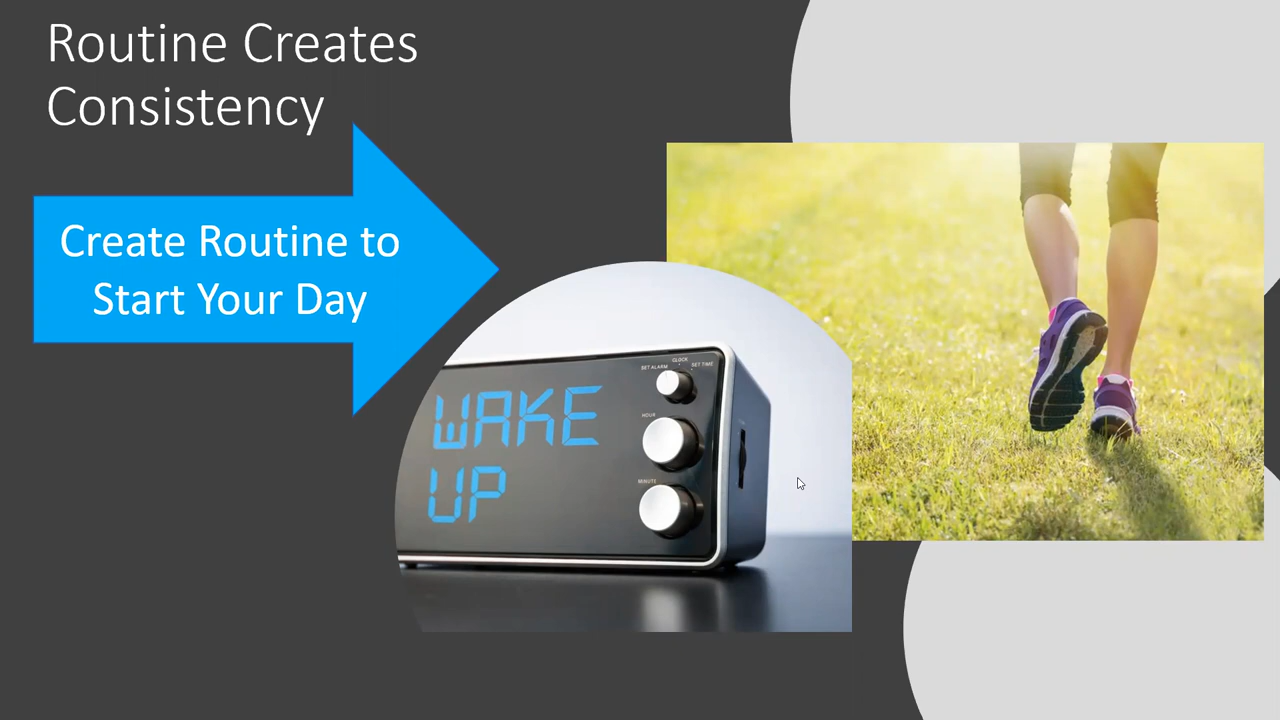 Routine Creates
Consistency
Create Routine to
Start Your Day
WAKE
UP
SET ALARM
CLOCK
SET TIME
HOUR
MINUTE